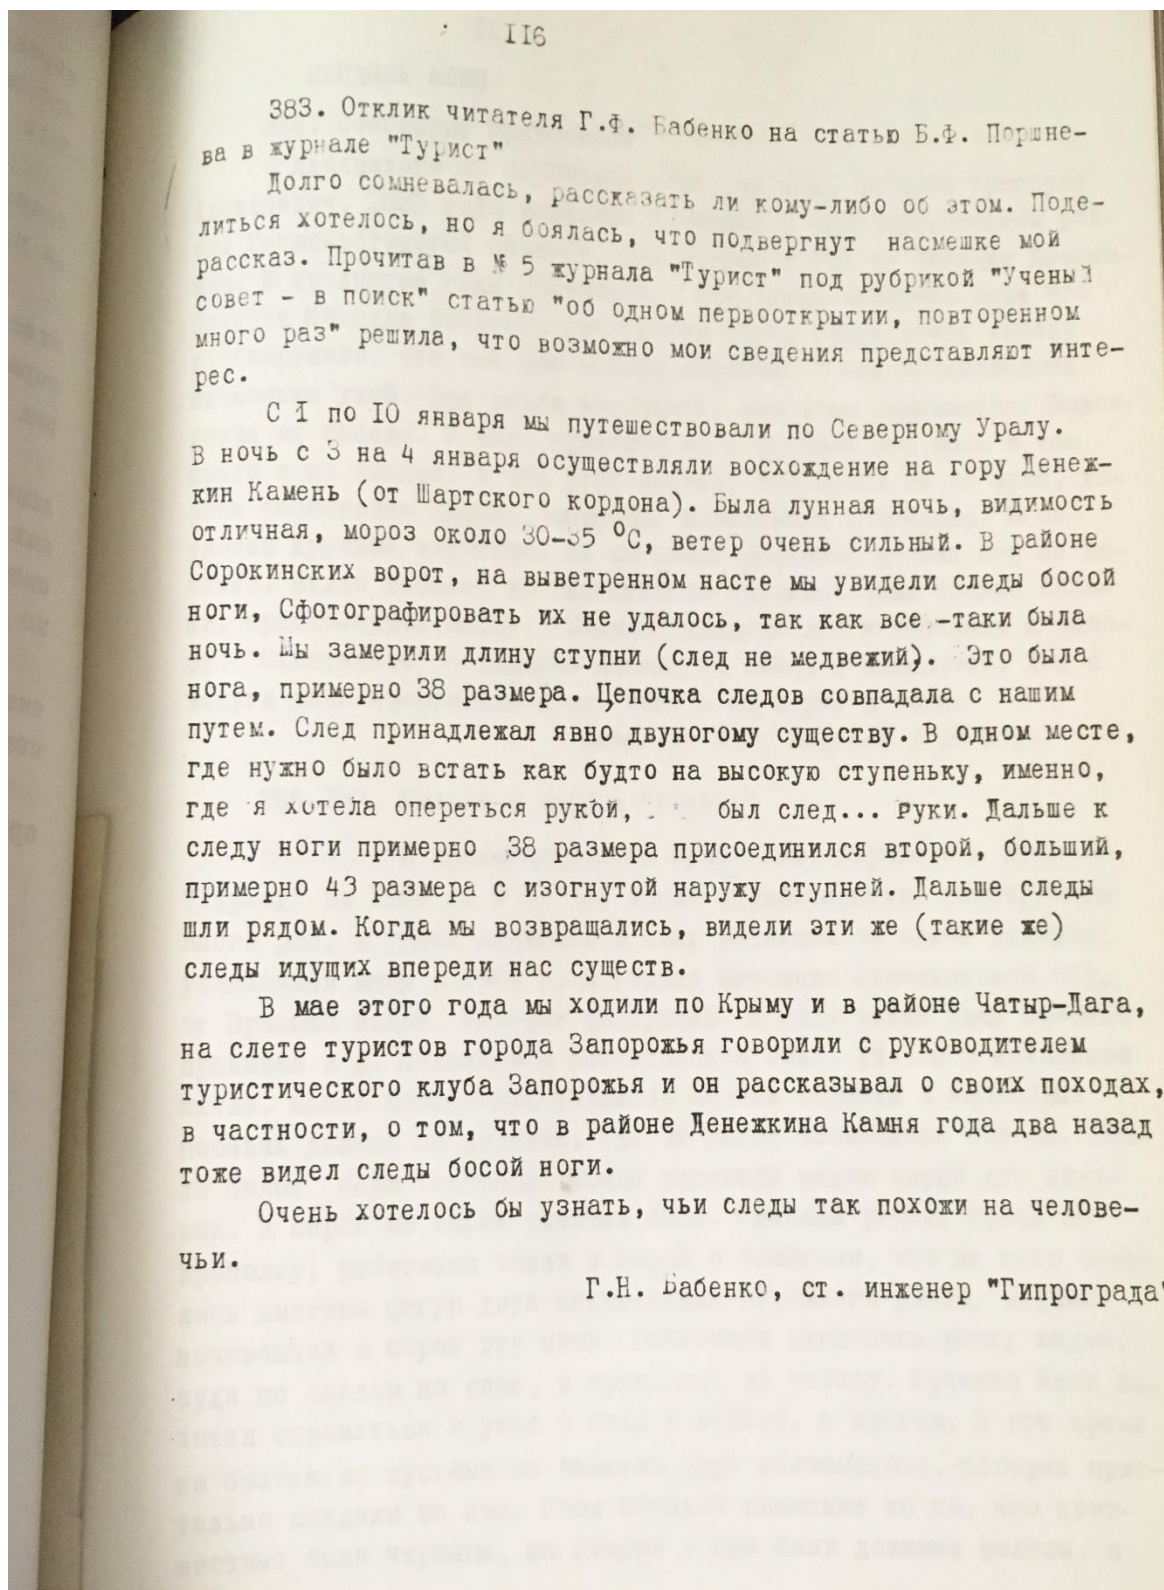 116
383. Отклик читателя Г.Ф. Бабенко на статью Б.Ф. Поршне-
ва в журнале "Турист"
Долго сомневалась, рассказать ли кому-либо об этом. Поде-
литься хотелось, но я боялась, что подвергнут насмешке мой
рассказ. Прочитав в № 5 журнала "Турист" под рубрикой "Ученый
совет - в поиск" статью "об одном первооткрытии, повторенном
много раз" решила, что возможно мои сведения представляют инте-
рес.
С I по IO января мы путешествовали по Северному Уралу.
В ночь с 3 на 4 января осуществляли восхождение на гору Денеж-
кин Камень (от Шартского кордона). Была лунная ночь, видимость
отличная, мороз около 30-35 °С, ветер очень сильный. В районе
Сорокинских ворот, на выветренном насте мы увидели следы босой
ноги, Сфотографировать их не удалось, так как все -таки была
ночь. Мы замерили длину ступни (след не медвежий). Это была
нога, примерно 38 размера. Цепочка следов совпадала с нашим
путем. След принадлежал явно двуногому существу. В одном месте,
где нужно было встать как будто на высокую ступеньку, именно,
где я хотела опереться рукой, был след... Руки. Дальше к
следу ноги примерно 38 размера присоединился второй, больший,
примерно 43 размера с изогнутой наружу ступней. Дальше следы
шли рядом. Когда мы возвращались, видели эти же (такие же)
следы идущих впереди нас существ.
В мае этого года мы ходили по Крыму и в районе Чатыр-Дага,
на слете туристов города Запорожья говорили с руководителем
туристического клуба Запорожья и он рассказывал о своих походах,
в частности, о том, что в районе Денежкина Камня года два назад
тоже видел следы босой ноги.
Очень хотелось бы узнать, чьи следы так похожи на челове-
чьи.
Г.Н. Бабенко, ст. инженер "Гипрограда"